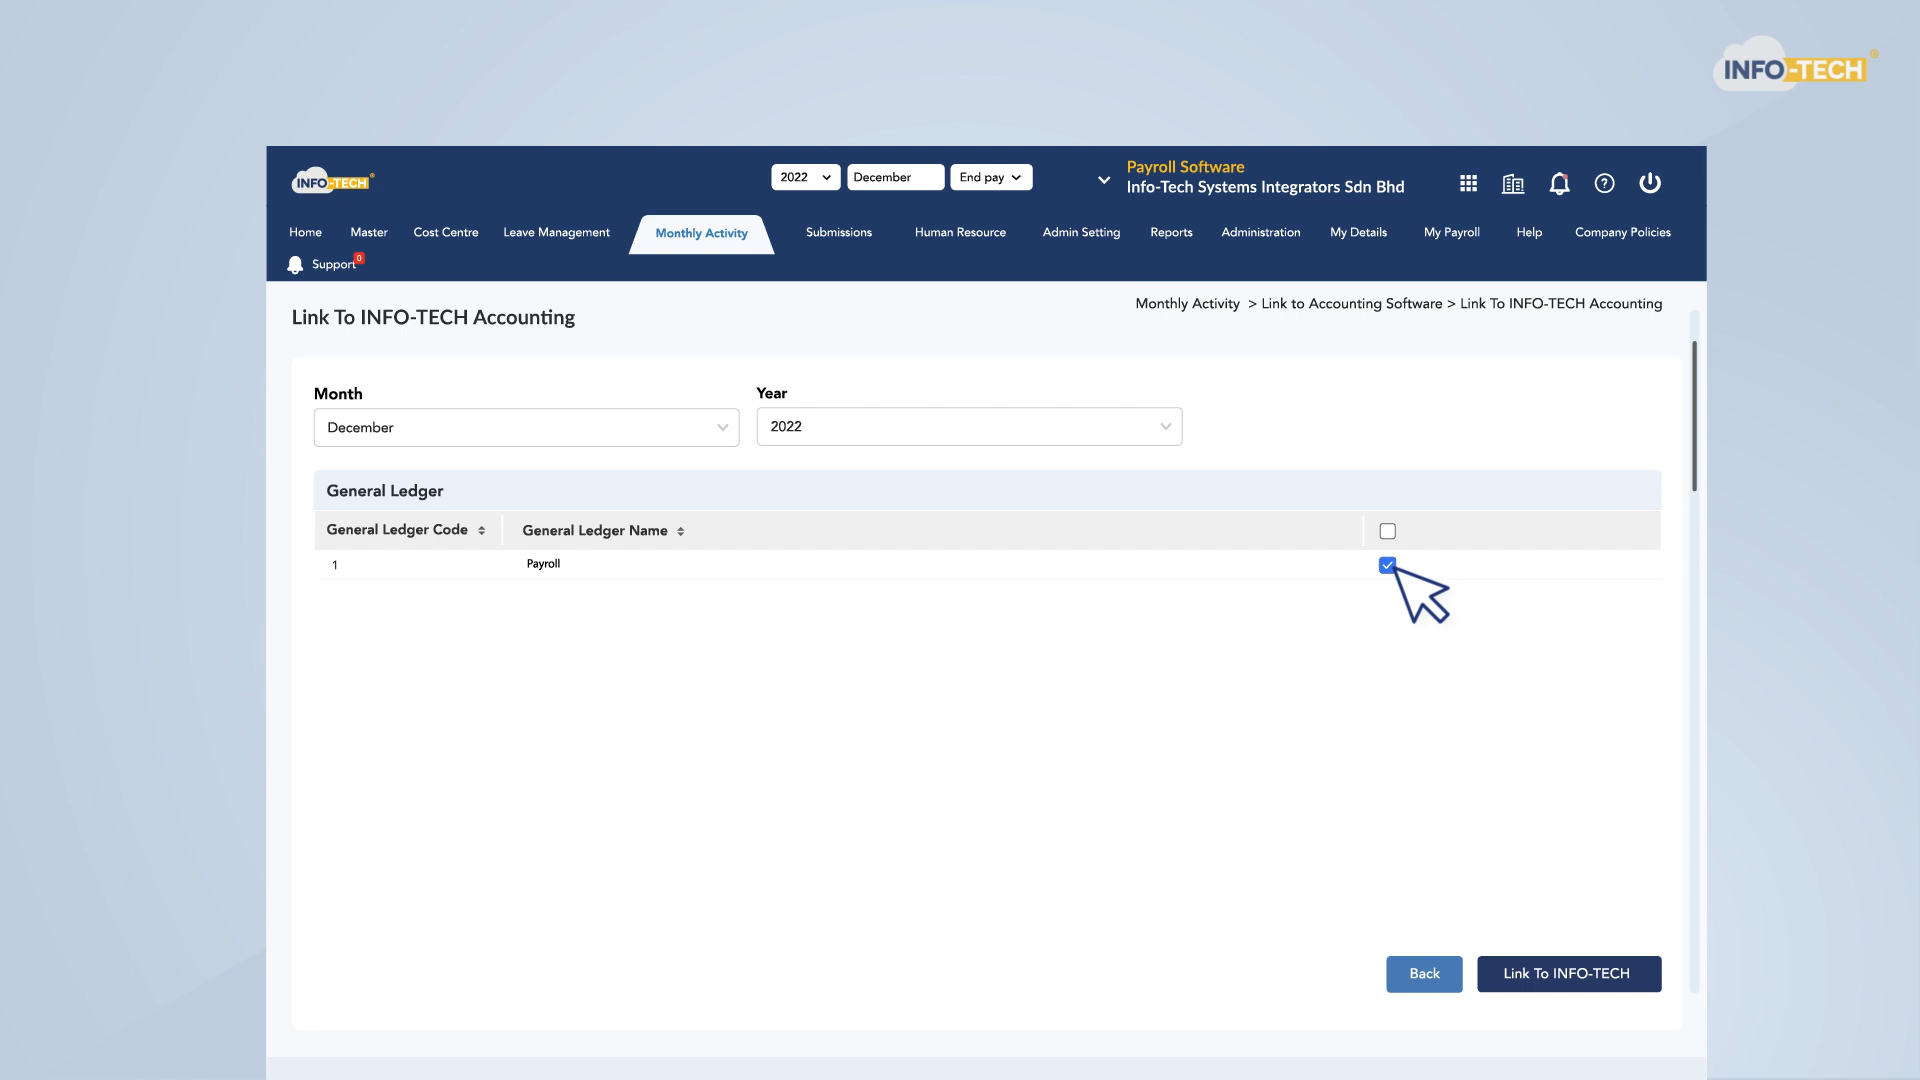 INFO-TECH®
INFO-TECH®
2022
December
End pay
Payroll Software
Info-Tech Systems Integrators Sdn Bhd
Home
Master
Cost Centre
Leave Management
Monthly Activity
Submissions
Human Resource
Admin Setting
Reports
Administration
My Details
My Payroll
Help
Company Policies
Support
0
Monthly Activity > Link to Accounting Software > Link To INFO-TECH Accounting
Link To INFO-TECH Accounting
Month
Year
December
2022
General Ledger
General Ledger Code
General Ledger Name
1
Payroll
Back
Link To INFO-TECH